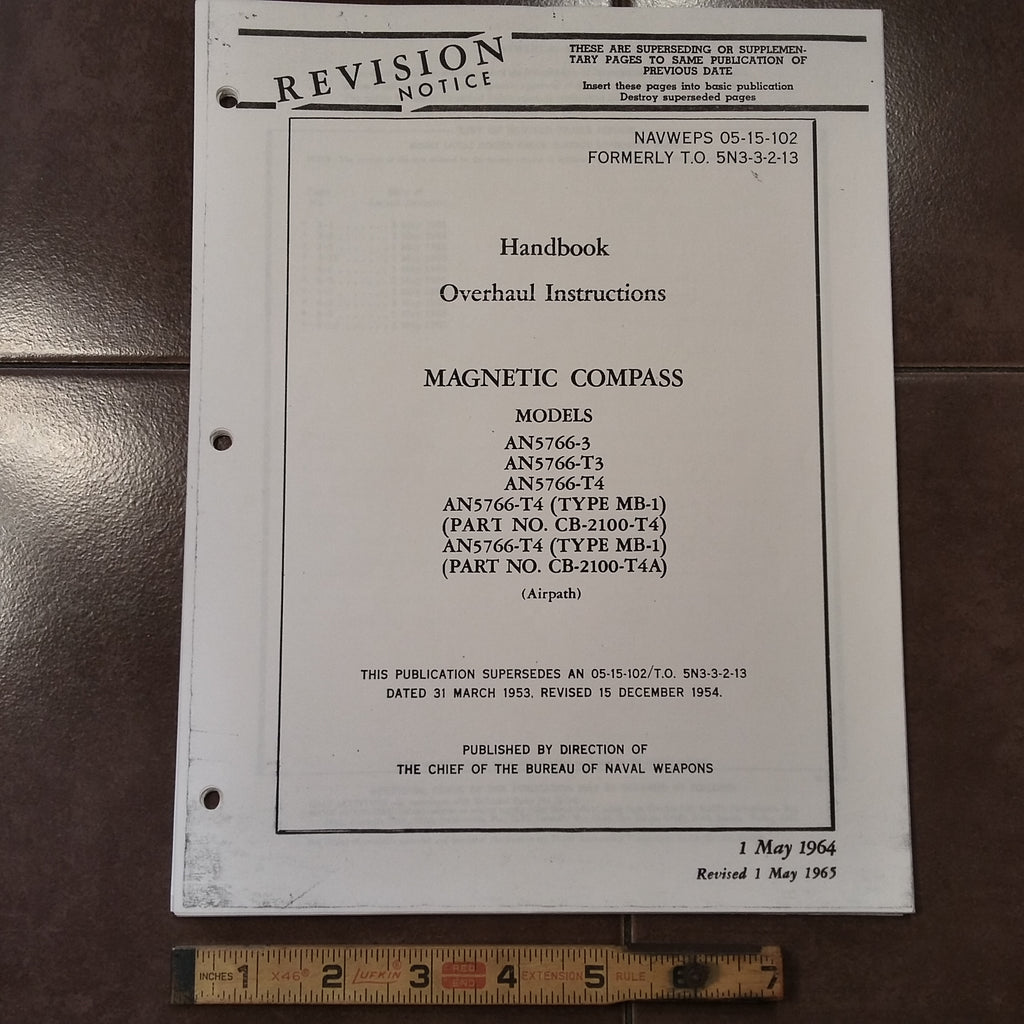 REVISION
NOTICE
THESE ARE SUPERSEDING OR SUPPLEMEN-
TARY PAGES TO SAME PUBLICATION OF
PREVIOUS DATE
Insert these pages into basic publication
Destroy superseded pages
NAVWEPS 05-15-102
FORMERLY T.O. 5N3-3-2-13
Handbook
Overhaul Instructions
MAGNETIC COMPASS
MODELS
AN5766-3
AN5766-T3
AN5766-T4
AN5766-T4 (TYPE MB-1)
(PART NO. CB-2100-T4)
AN5766-T4 (TYPE MB-1)
(PART NO. CB-2100-T4A)
(Airpath)
THIS PUBLICATION SUPERSEDES AN 05-15-102/T.O. 5N3-3-2-13
DATED 31 MARCH 1953, REVISED 15 DECEMBER 1954.
PUBLISHED BY DIRECTION OF
THE CHIEF OF THE BUREAU OF NAVAL WEAPONS
1 May 1964
Revised 1 May 1965
INCHES 1 X46 2 LUFKIN 3 RED END 4 EXTENSION 5 RULE 6 7